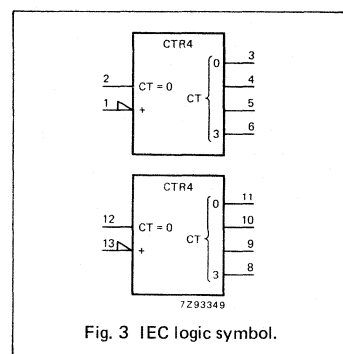 CTR4
0 3
2 CT = 0 4
CT
1 + 5
3 6
CTR4
0 11
12 CT = 0 10
CT
13 + 9
3 8
7Z93349
Fig. 3 IEC logic symbol.